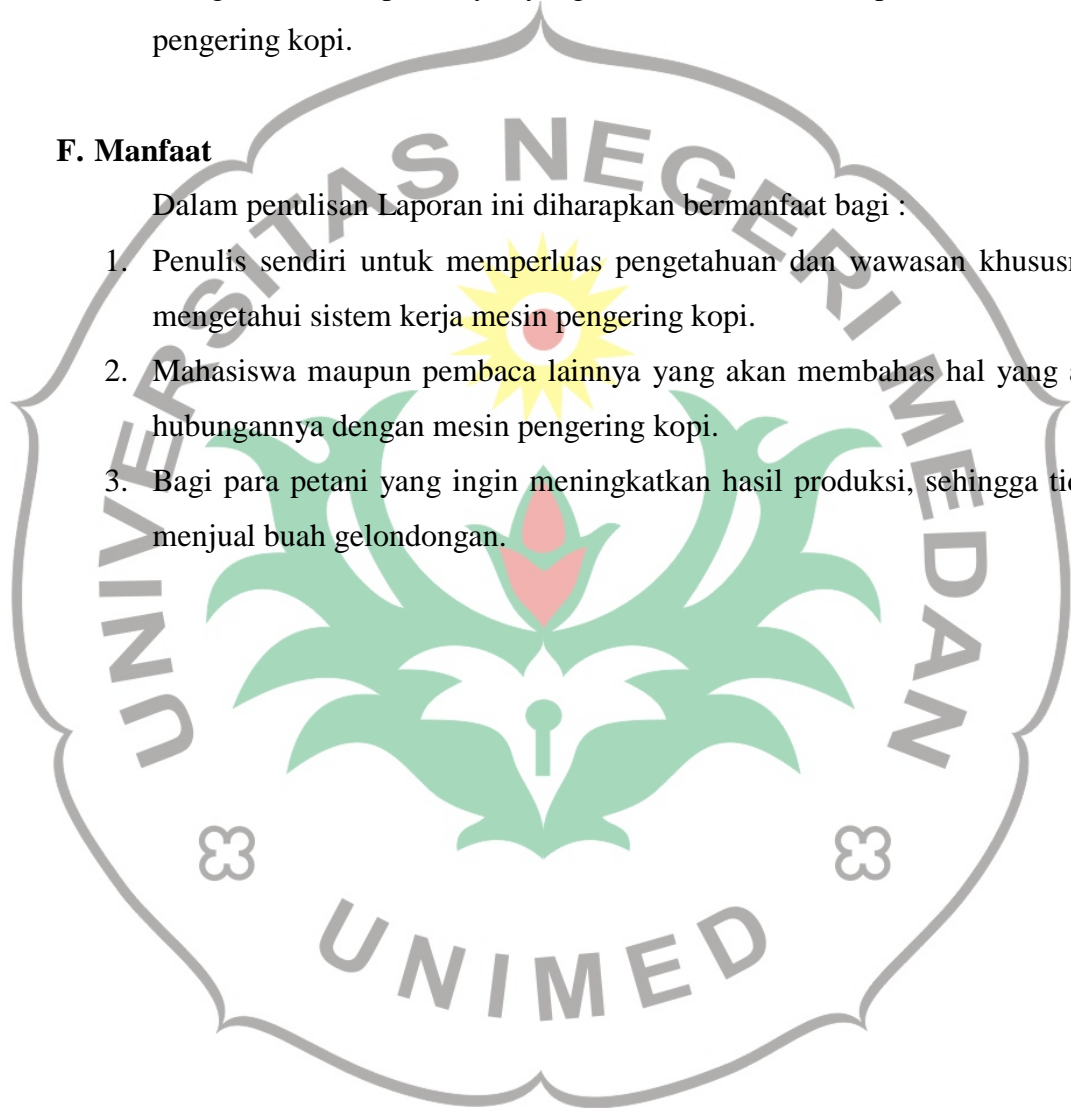 pengering kopi.
F. Manfaat
Dalam penulisan Laporan ini diharapkan bermanfaat bagi :
1. Penulis sendiri untuk memperluas pengetahuan dan wawasan
mengetahui sistem kerja mesin pengering kopi.
2. Mahasiswa maupun pembaca lainnya yang akan membahas hal yang
hubungannya dengan mesin pengering kopi.
3. Bagi para petani yang ingin meningkatkan hasil produksi, sehingga
menjual buah gelondongan.
UNIVERSITAS NEGERI MEDAN
UNIMED